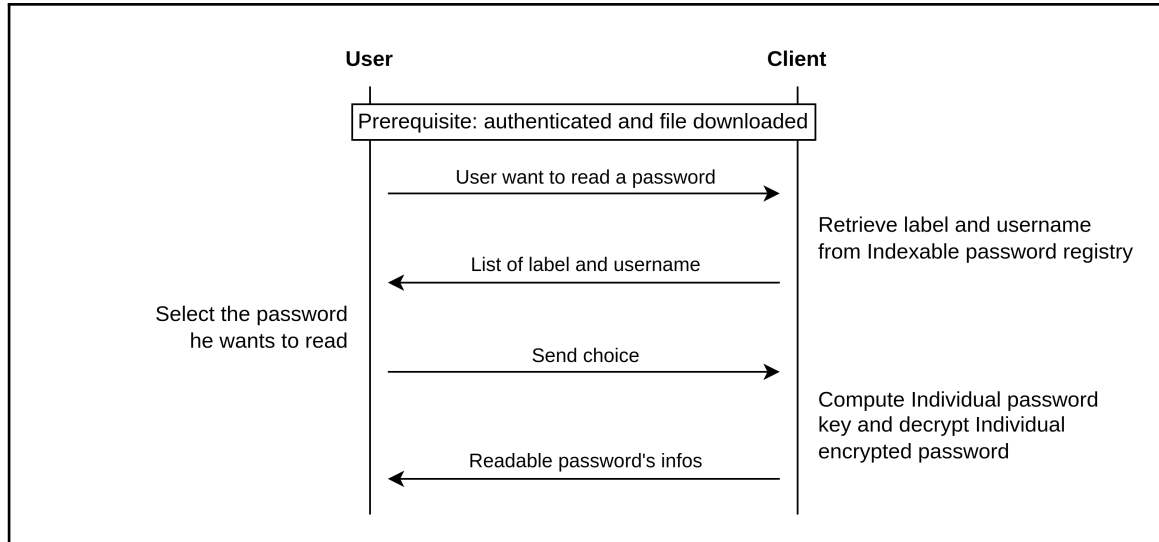 User
Client
Prerequisite: authenticated and file downloaded
User want to read a password
Retrieve label and username
from Indexable password registry
List of label and username
Select the password
he wants to read
Send choice
Compute Individual password
key and decrypt Individual
encrypted password
Readable password's infos